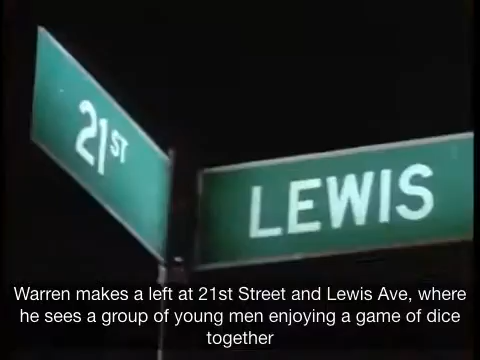 21ST
LEWIS
Warren makes a left at 21st Street and Lewis Ave, where
he sees a group of young men enjoying a game of dice
together